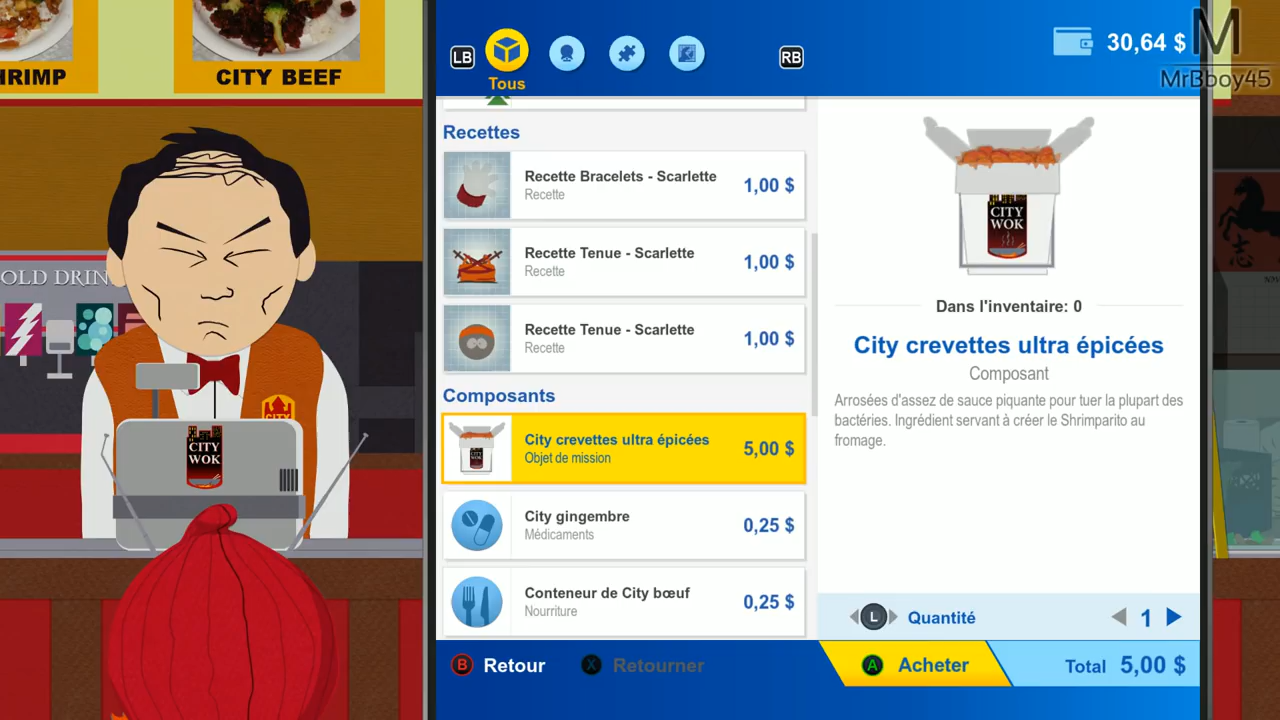 HRIMP
CITY BEEF
OLD DRIN
CITY
CITY
WOK
LB
Tous
RB
30,64 $
M
MrBboy45
Recettes
Recette Bracelets - Scarlette
Recette
1,00 $
Recette Tenue - Scarlette
Recette
1,00 $
Recette Tenue - Scarlette
Recette
1,00 $
Composants
CITY
WOK
City crevettes ultra épicées
Objet de mission
5,00 $
City gingembre
Médicaments
0,25 $
Conteneur de City bœuf
Nourriture
0,25 $
CITY
WOK
Dans l'inventaire: 0
City crevettes ultra épicées
Composant
Arrosées d'assez de sauce piquante pour tuer la plupart des
bactéries. Ingrédient servant à créer le Shrimparito au
fromage.
L Quantité 1
B Retour
X Retourner
A Acheter
Total 5,00 $